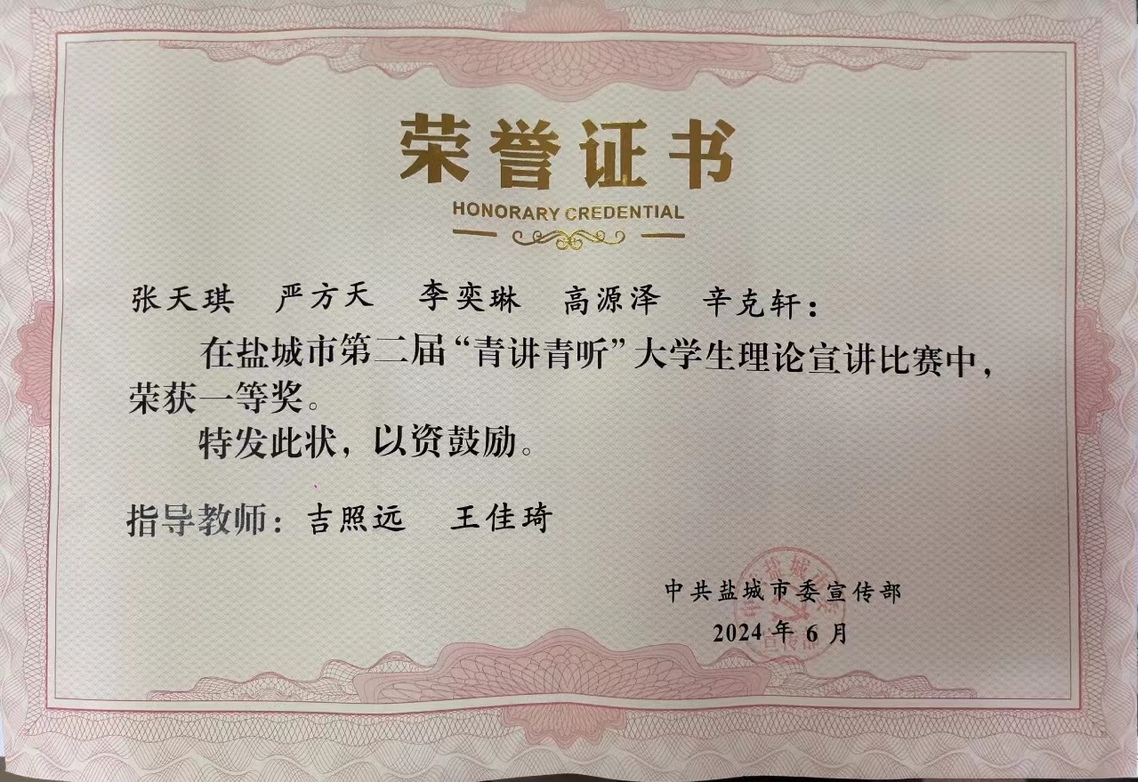 荣誉证书
HONORARY CREDENTIAL
张天琪 严方天 李奕琳 高源泽 辛克轩：
在盐城市第二届“青讲青听”大学生理论宣讲比赛中，
荣获一等奖。
特发此状，以资鼓励。
指导教师：吉照远 王佳琦
中共盐城市委宣传部
2024 年 6 月